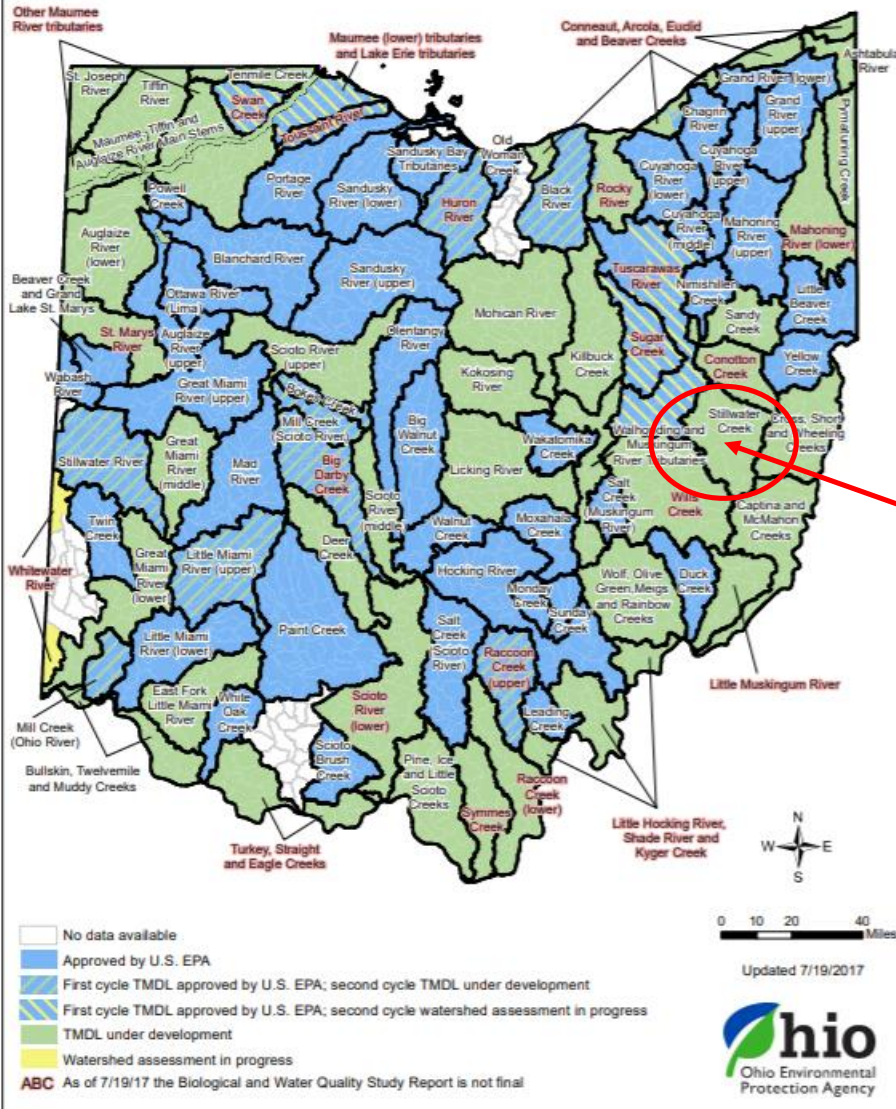 Other Maumee
River tributaries
Maumee (lower) tributaries
and Lake Erie tributaries
Conneaut, Arcola, Euclid
and Beaver Creeks
Ashtabula
River
St. Joseph
River
Tiffin
River
Tenmile Creek
Swan
Creek
Toussaint River
Maumee, Tiffin and
Auglaize River Main Stems
Grand River (lower)
Grand
River
(upper)
Chagrin
River
Pymatuning Creek
Powell
Creek
Portage
River
Sandusky
River (lower)
Sandusky Bay
Tributaries
Old
Woman
Creek
Huron
River
Black
River
Rocky
River
Cuyahoga
River
(lower)
Cuyahoga
River
(upper)
Cuyahoga
River
(middle)
Mahoning
River
(upper)
Mahoning
River (lower)
Auglaize
River
(lower)
Blanchard River
Sandusky
River (upper)
Tuscarawas
River
Nimishillen
Creek
Little
Beaver
Creek
Beaver Creek
and Grand
Lake St. Marys
Ottawa River
(Lima)
St. Marys
River
Auglaize
River
(upper)
Scioto River
(upper)
Olentangy
River
Mohican River
Killbuck
Creek
Sugar
Creek
Sandy
Creek
Conotton
Creek
Yellow
Creek
Wabash
River
Great Miami
River (upper)
Bokes Creek
Mill Creek
(Scioto River)
Kokosing
River
Big
Walnut
Creek
Wakatomika
Creek
Walhonding and
Muskingum
River Tributaries
Stillwater
Creek
Cross, Short
and Wheeling
Creeks
Stillwater River
Great
Miami
River
(middle)
Mad
River
Big
Darby
Creek
Scioto
River
(middle)
Licking River
Salt
Creek
(Muskingum
River)
Wills
Creek
Captina and
McMahon
Creeks
Twin
Creek
Great
Miami
River
(lower)
Little Miami
River (upper)
Deer
Creek
Walnut
Creek
Moxahala
Creek
Whitewater
River
Hocking River
Monday
Creek
Sunday
Creek
Wolf, Olive
Green, Meigs
and Rainbow
Creeks
Duck
Creek
Little Miami
River (lower)
Paint Creek
Salt
Creek
(Scioto
River)
Raccoon
Creek
(upper)
Little Muskingum River
Mill Creek
(Ohio River)
East Fork
Little Miami
River
White
Oak
Creek
Scioto
River
(lower)
Leading
Creek
Bullskin, Twelvemile
and Muddy Creeks
Scioto
Brush
Creek
Pine, Ice
and Little
Scioto
Creeks
Symmes
Creek
Raccoon
Creek
(lower)
Little Hocking River,
Shade River and
Kyger Creek
Turkey, Straight
and Eagle Creeks
N
W E
S
0 10 20 40
Miles
Updated 7/19/2017
No data available
Approved by U.S. EPA
First cycle TMDL approved by U.S. EPA; second cycle TMDL under development
First cycle TMDL approved by U.S. EPA; second cycle watershed assessment in progress
TMDL under development
Watershed assessment in progress
ABC As of 7/19/17 the Biological and Water Quality Study Report is not final
Ohio
Ohio Environmental
Protection Agency